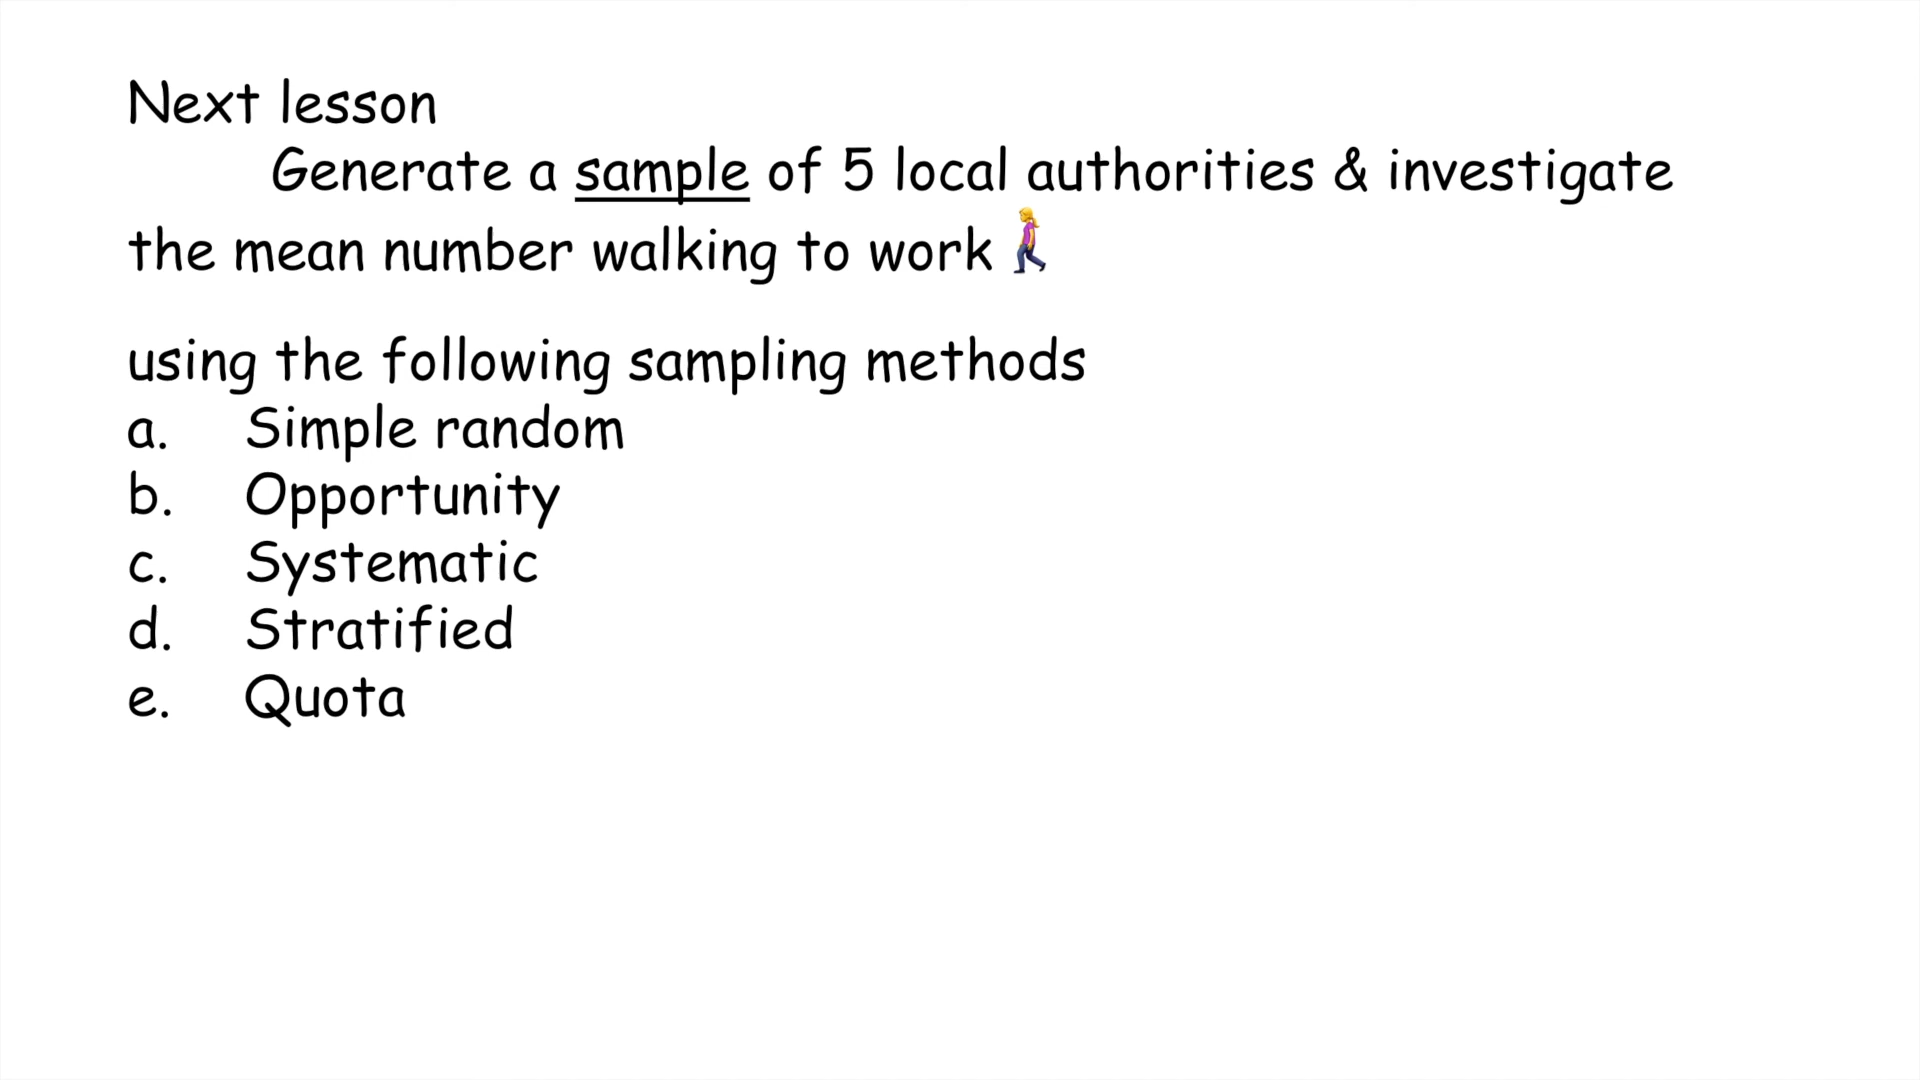 Next lesson
Generate a sample of 5 local authorities & investigate
the mean number walking to work
using the following sampling methods
a. Simple random
b. Opportunity
c. Systematic
d. Stratified
e. Quota